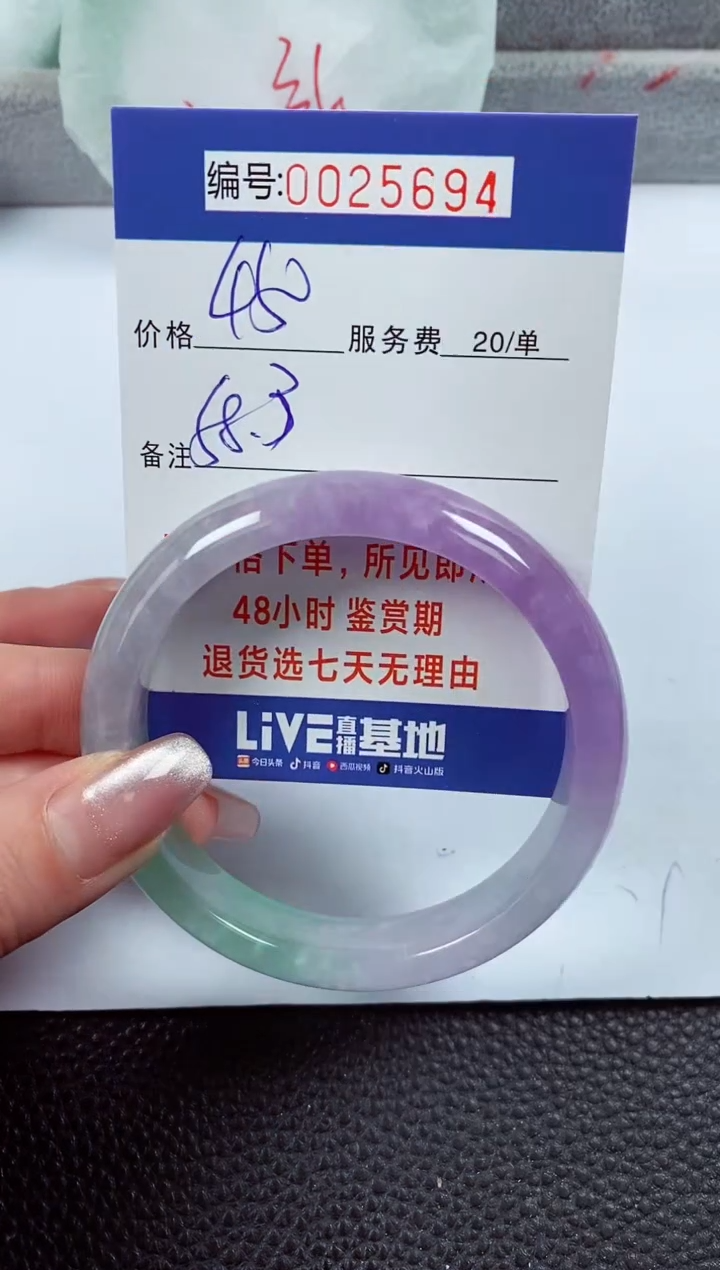 编号:0025694
价格 450 服务费 20/单
备注 58.3
下单，所见即
48小时 鉴赏期
退货选七天无理由
LiVE直播基地
今日头条 抖音 西瓜视频 抖音火山版